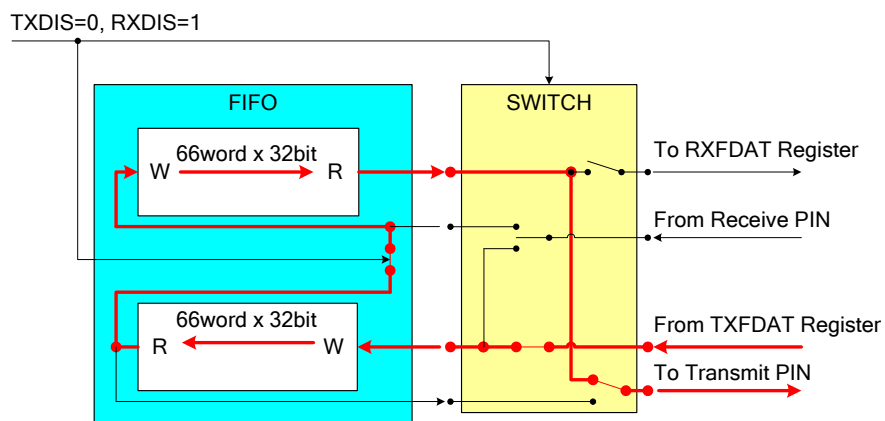 TXDIS=0, RXDIS=1
FIFO
SWITCH
66word x 32bit
W
R
To RXFDAT Register
From Receive PIN
66word x 32bit
R
W
From TXFDAT Register
To Transmit PIN